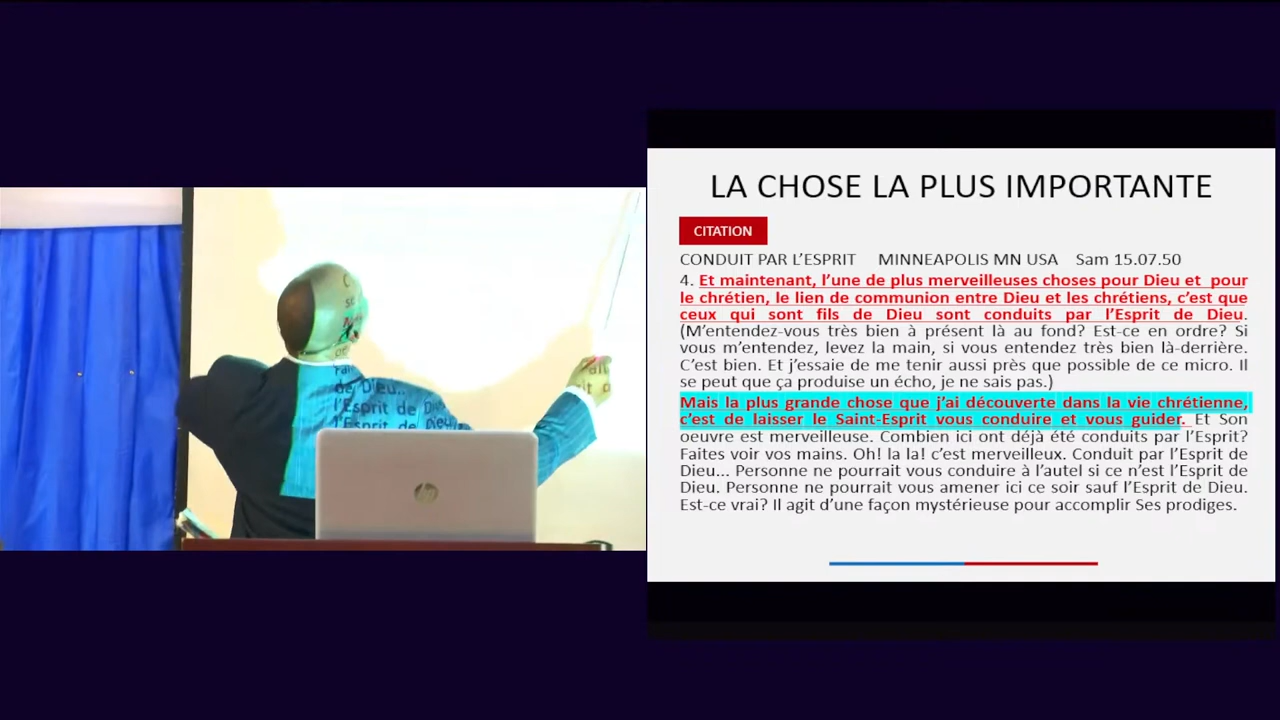 LA CHOSE LA PLUS IMPORTANTE
CITATION
CONDUIT PAR L’ESPRIT MINNEAPOLIS MN USA Sam 15.07.50
4. Et maintenant, l’une de plus merveilleuses choses pour Dieu et pour
le chrétien, le lien de communion entre Dieu et les chrétiens, c’est que
ceux qui sont fils de Dieu sont conduits par l’Esprit de Dieu.
(M’entendez-vous très bien à présent là au fond? Est-ce en ordre? Si
vous m’entendez, levez la main, si vous entendez très bien là-derrière.
C’est bien. Et j’essaie de me tenir aussi près que possible de ce micro. Il
se peut que ça produise un écho, je ne sais pas.)
Mais la plus grande chose que j’ai découverte dans la vie chrétienne,
c’est de laisser le Saint-Esprit vous conduire et vous guider. Et Son
oeuvre est merveilleuse. Combien ici ont déjà été conduits par l’Esprit?
Faites voir vos mains. Oh! la la! c’est merveilleux. Conduit par l’Esprit de
Dieu... Personne ne pourrait vous conduire à l’autel si ce n’est l’Esprit de
Dieu. Personne ne pourrait vous amener ici ce soir sauf l’Esprit de Dieu.
Est-ce vrai? Il agit d’une façon mystérieuse pour accomplir Ses prodiges.
de Dieu..
l’Esprit de Dieu
l’Esprit de Dieu
hp